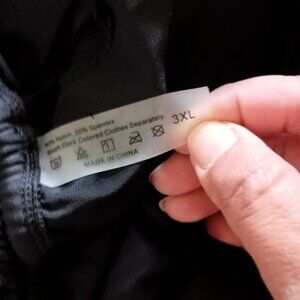 80% Nylon, 20% Spandex
Wash Dark Colored Clothes Separately
3XL
MADE IN CHINA